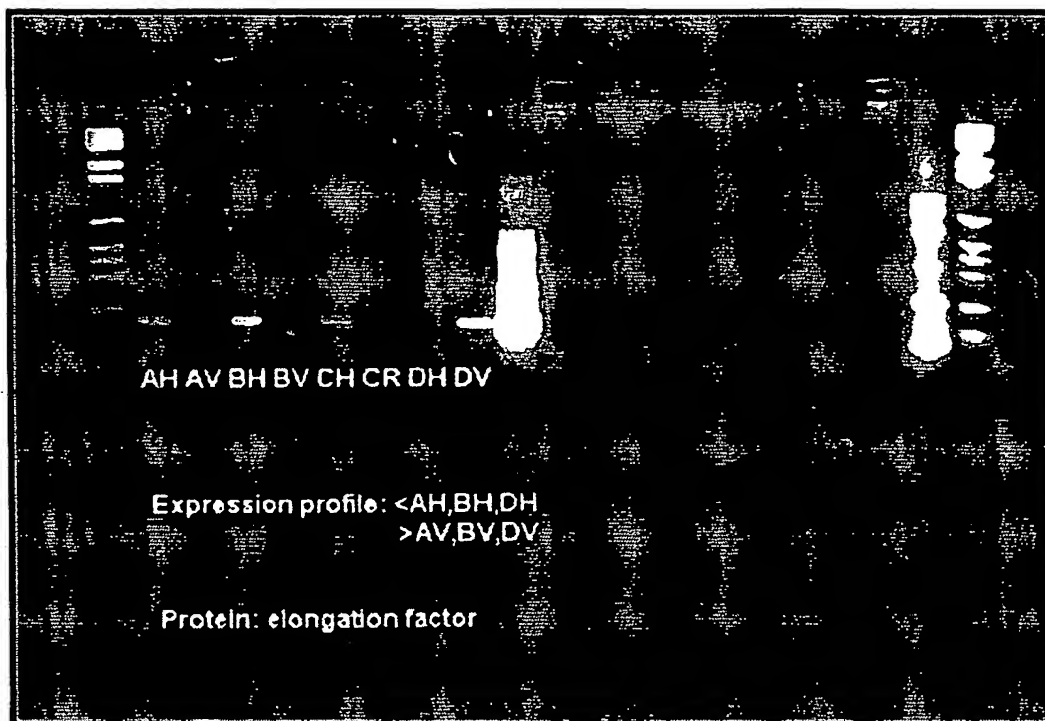 AH AV BH BV CH CR DH DV
Expression profile: <AH,BH,DH
>AV,BV,DV
Protein: elongation factor